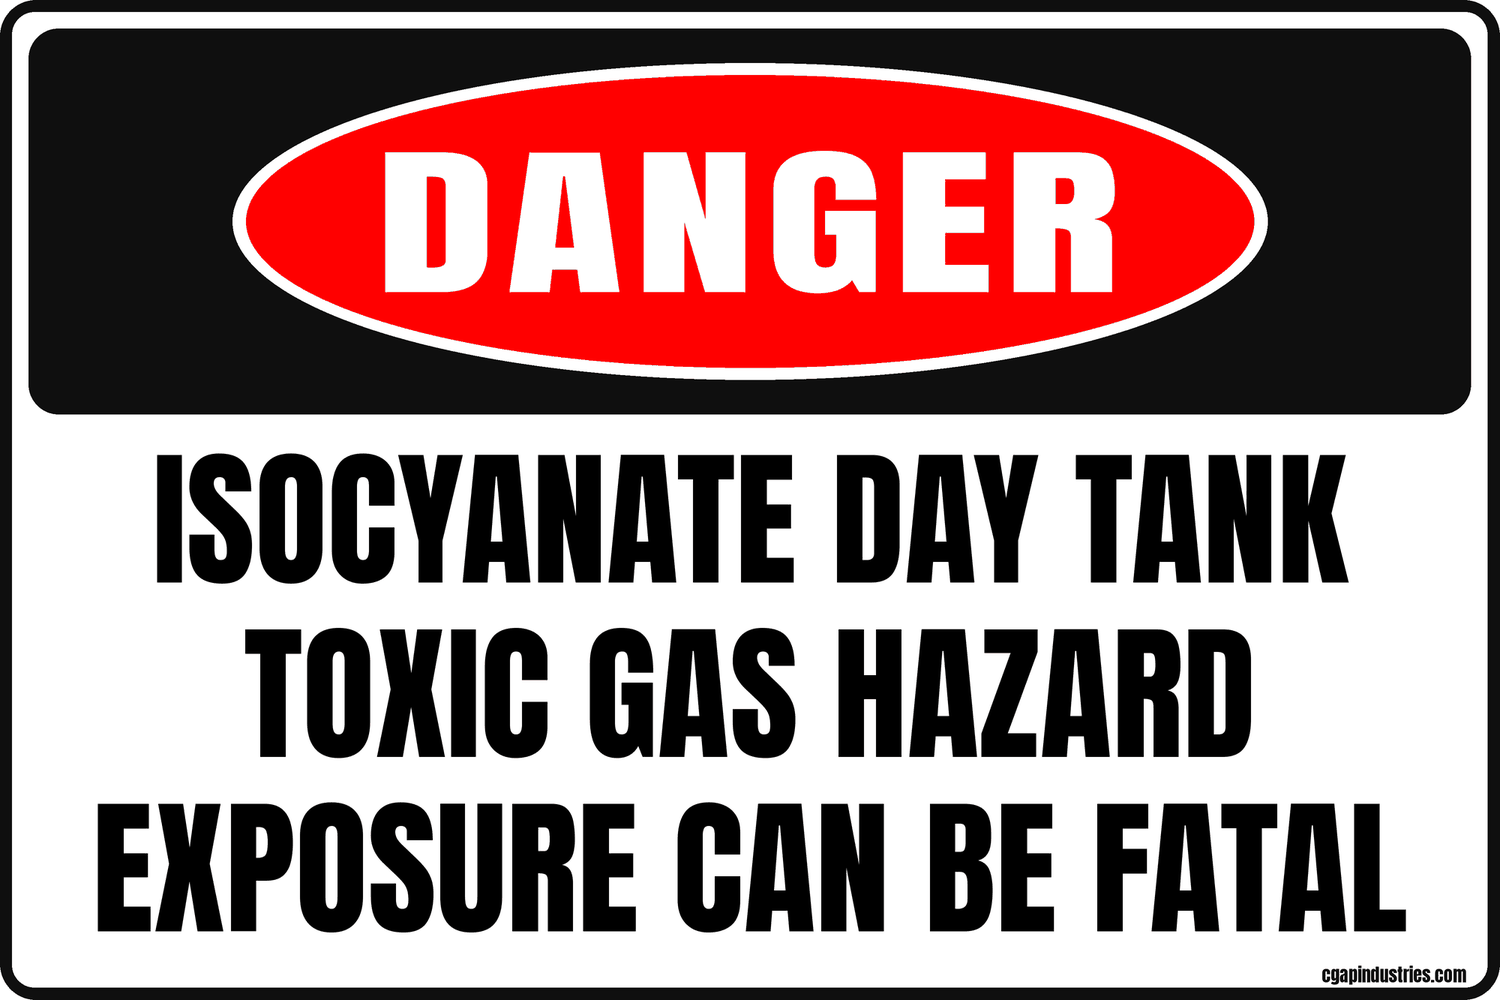 DANGER
ISOCYANATE DAY TANK
TOXIC GAS HAZARD
EXPOSURE CAN BE FATAL
cgapindustries.com